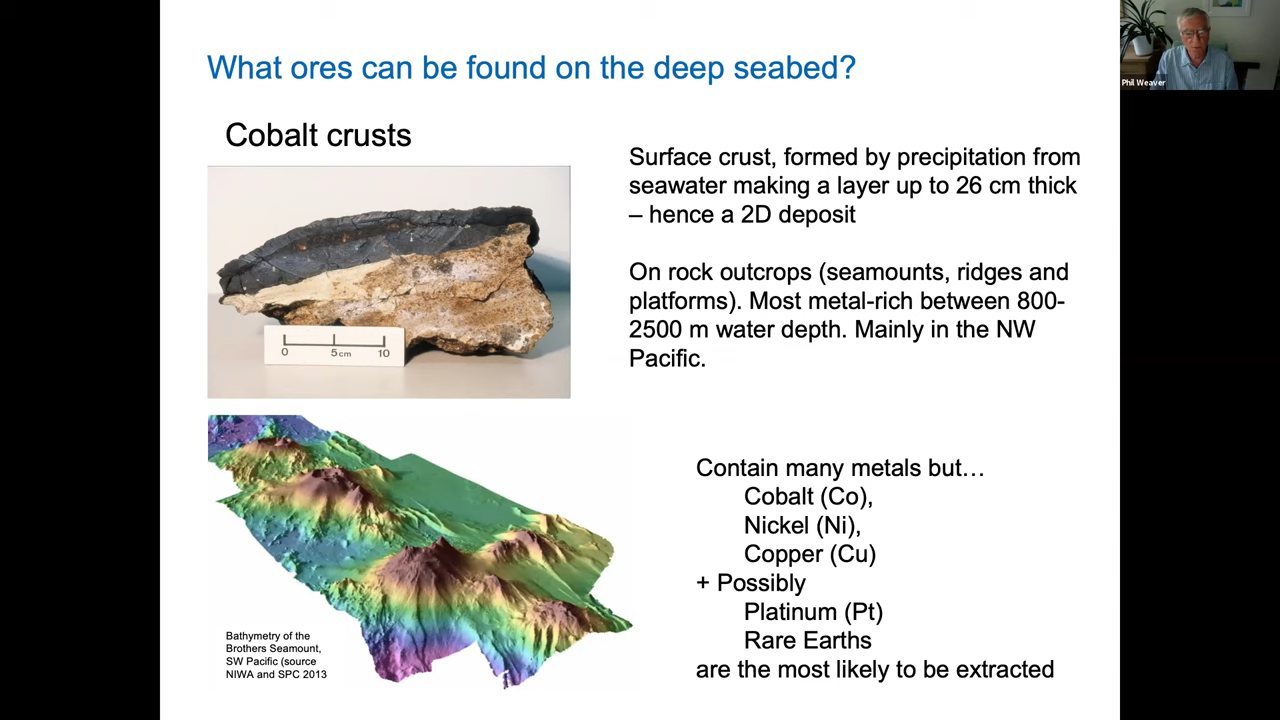 What ores can be found on the deep seabed?
Cobalt crusts
0 5cm 10
Surface crust, formed by precipitation from
seawater making a layer up to 26 cm thick
– hence a 2D deposit
On rock outcrops (seamounts, ridges and
platforms). Most metal-rich between 800-
2500 m water depth. Mainly in the NW
Pacific.
Contain many metals but…
Cobalt (Co),
Nickel (Ni),
Copper (Cu)
+ Possibly
Platinum (Pt)
Rare Earths
are the most likely to be extracted
Bathymetry of the
Brothers Seamount,
SW Pacific (source
NIWA and SPC 2013
Phil Weaver